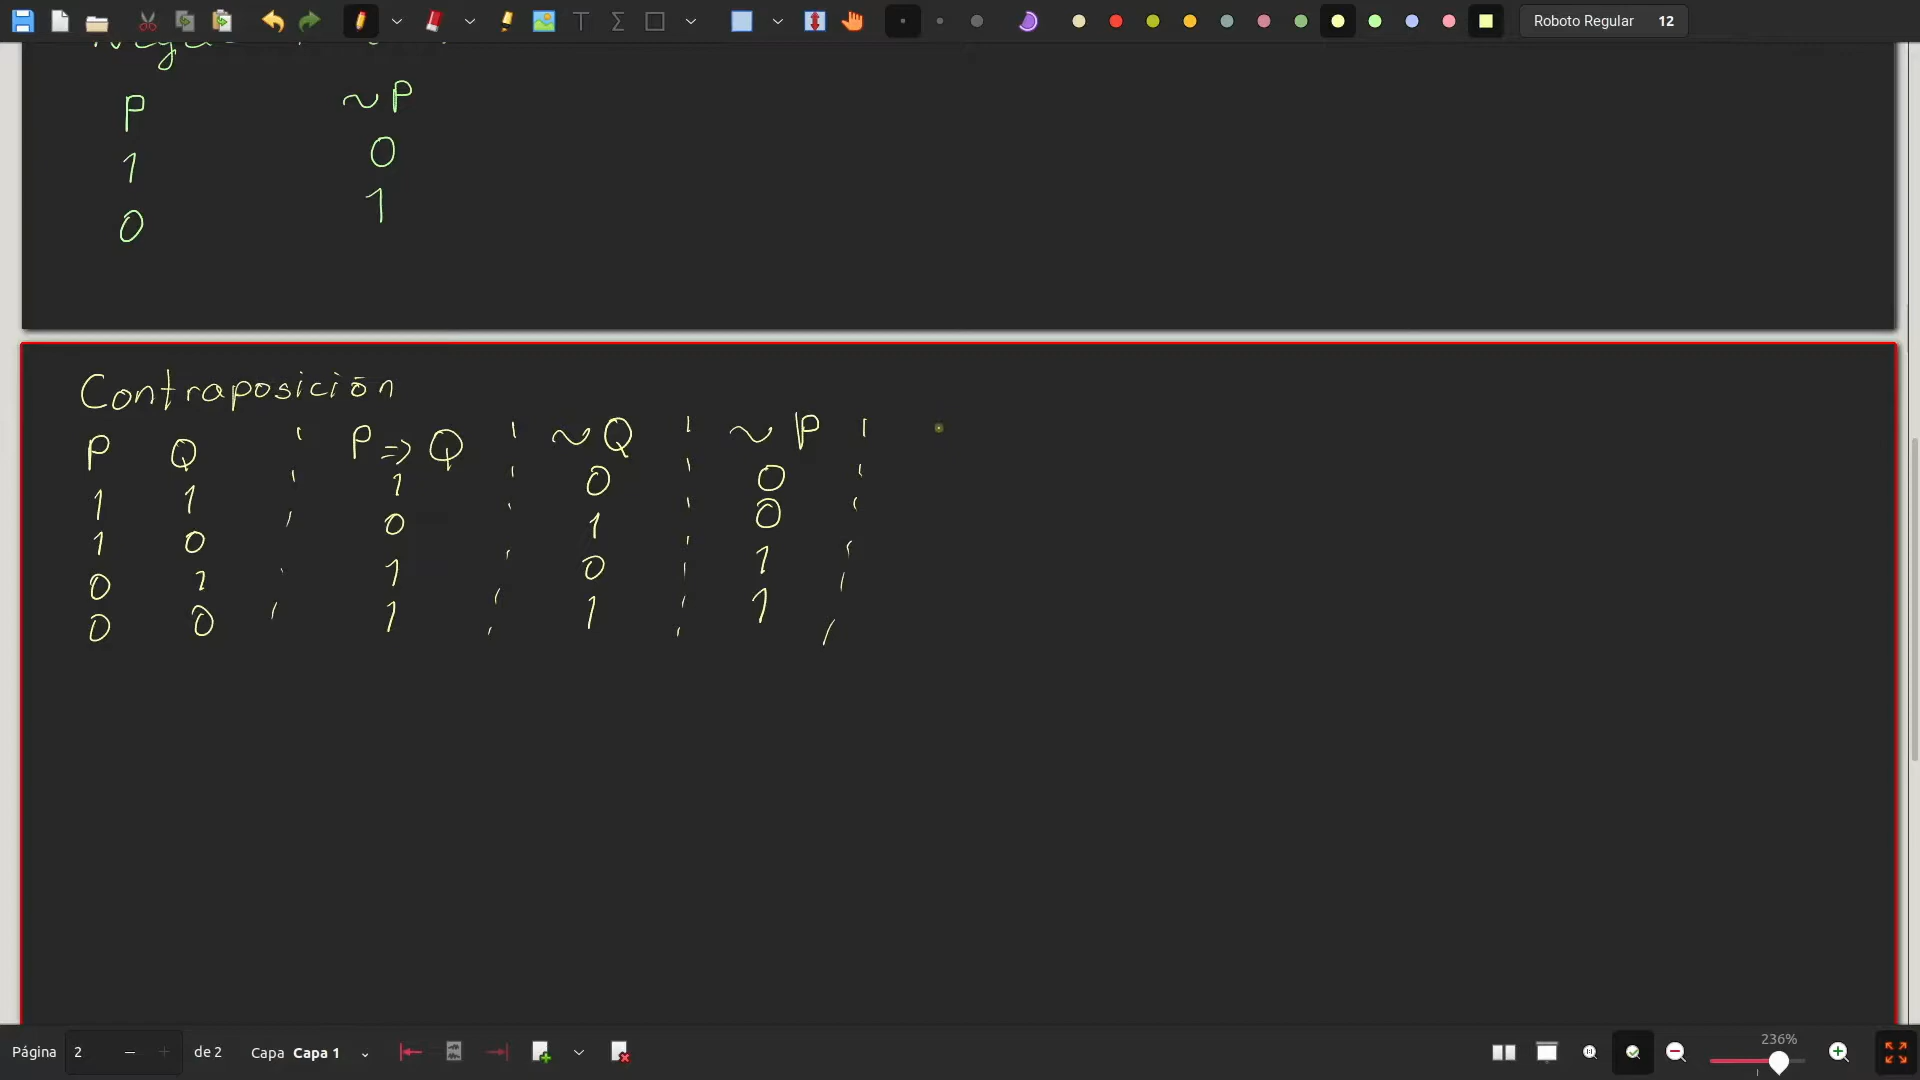 Roboto Regular 12
P ~P
1 0
0 1
Contraposición
P Q P => Q ~Q ~P
1 1 1 0 0
1 0 0 1 0
0 1 1 0 1
0 0 1 1 1
Página 2 de 2 Capa Capa 1 236%